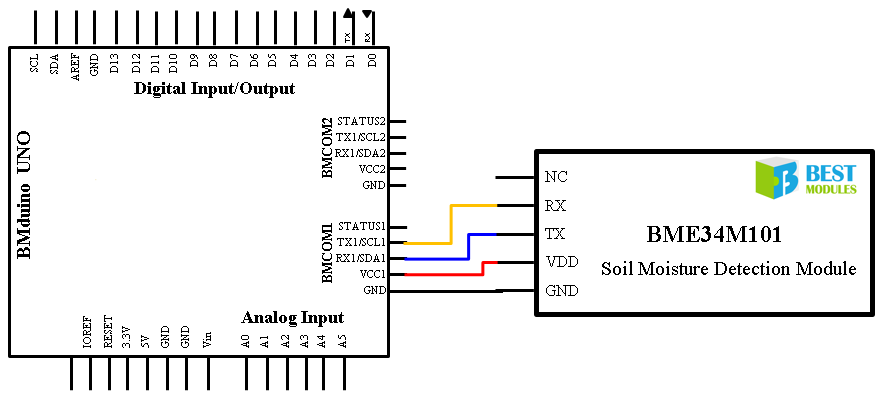 SCL
SDA
AREF
GND
D13
D12
D11
D10
D9
D8
D7
D6
D5
D4
D3
D2
TX
D1
RX
D0
Digital Input/Output
BMduino UNO
BMCOM2
STATUS2
TX1/SCL2
RX1/SDA2
VCC2
GND
BMCOM1
STATUS1
TX1/SCL1
RX1/SDA1
VCC1
GND
Analog Input
IOREF
RESET
3.3V
5V
GND
GND
Vin
A0
A1
A2
A3
A4
A5
NC
RX
TX
VDD
GND
BEST
MODULES
BME34M101
Soil Moisture Detection Module